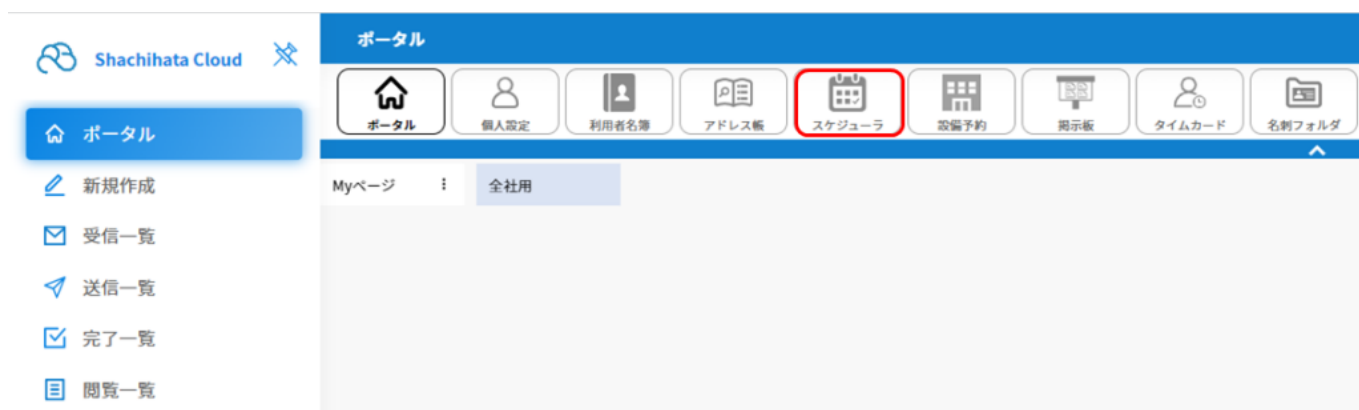 Shachihata Cloud
ポータル
新規作成
受信一覧
送信一覧
完了一覧
閲覧一覧
ポータル
ポータル
個人設定
利用者名簿
アドレス帳
スケジューラ
設備予約
掲示板
タイムカード
名刺フォルダ
Myページ
全社用